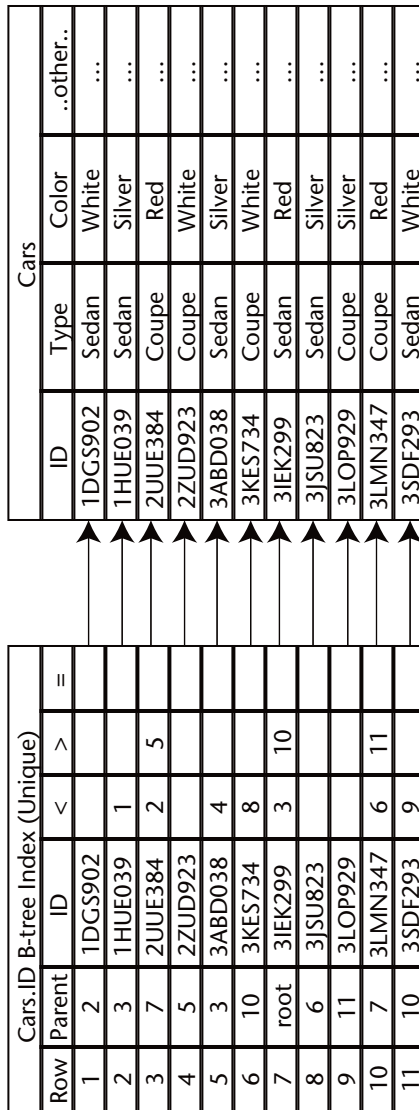 Cars.ID B-tree Index (Unique)
Row Parent ID < > =
1 2 1DGS902
2 3 1HUE039 1
3 7 2UUE384 2 5
4 5 2ZUD923
5 3 3ABD038 4
6 10 3KES734 8
7 root 3IEK299 3 10
8 6 3JSU823
9 11 3LOP929
10 7 3LMN347 6 11
11 10 3SDF293 9
Cars
ID Type Color ..other..
1DGS902 Sedan White ...
1HUE039 Sedan Silver ...
2UUE384 Coupe Red ...
2ZUD923 Coupe White ...
3ABD038 Sedan Silver ...
3KES734 Coupe White ...
3IEK299 Sedan Red ...
3JSU823 Sedan Silver ...
3LOP929 Coupe Silver ...
3LMN347 Coupe Red ...
3SDF293 Sedan White ...